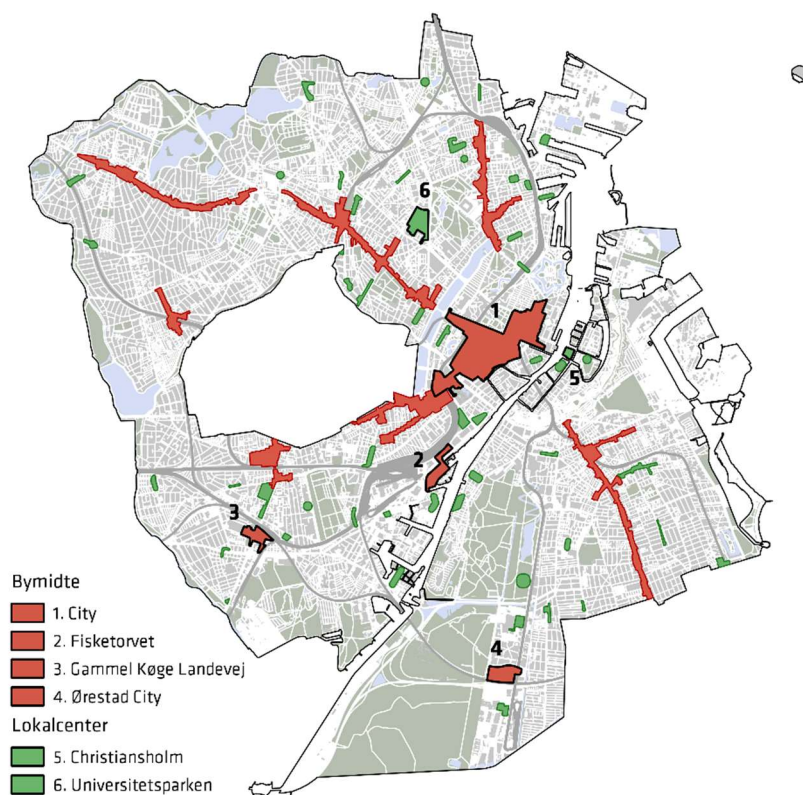 6
1
5
2
3
4
Bymidte
1. City
2. Fisketorvet
3. Gammel Køge Landevej
4. Ørestad City
Lokalcenter
5. Christiansholm
6. Universitetsparken